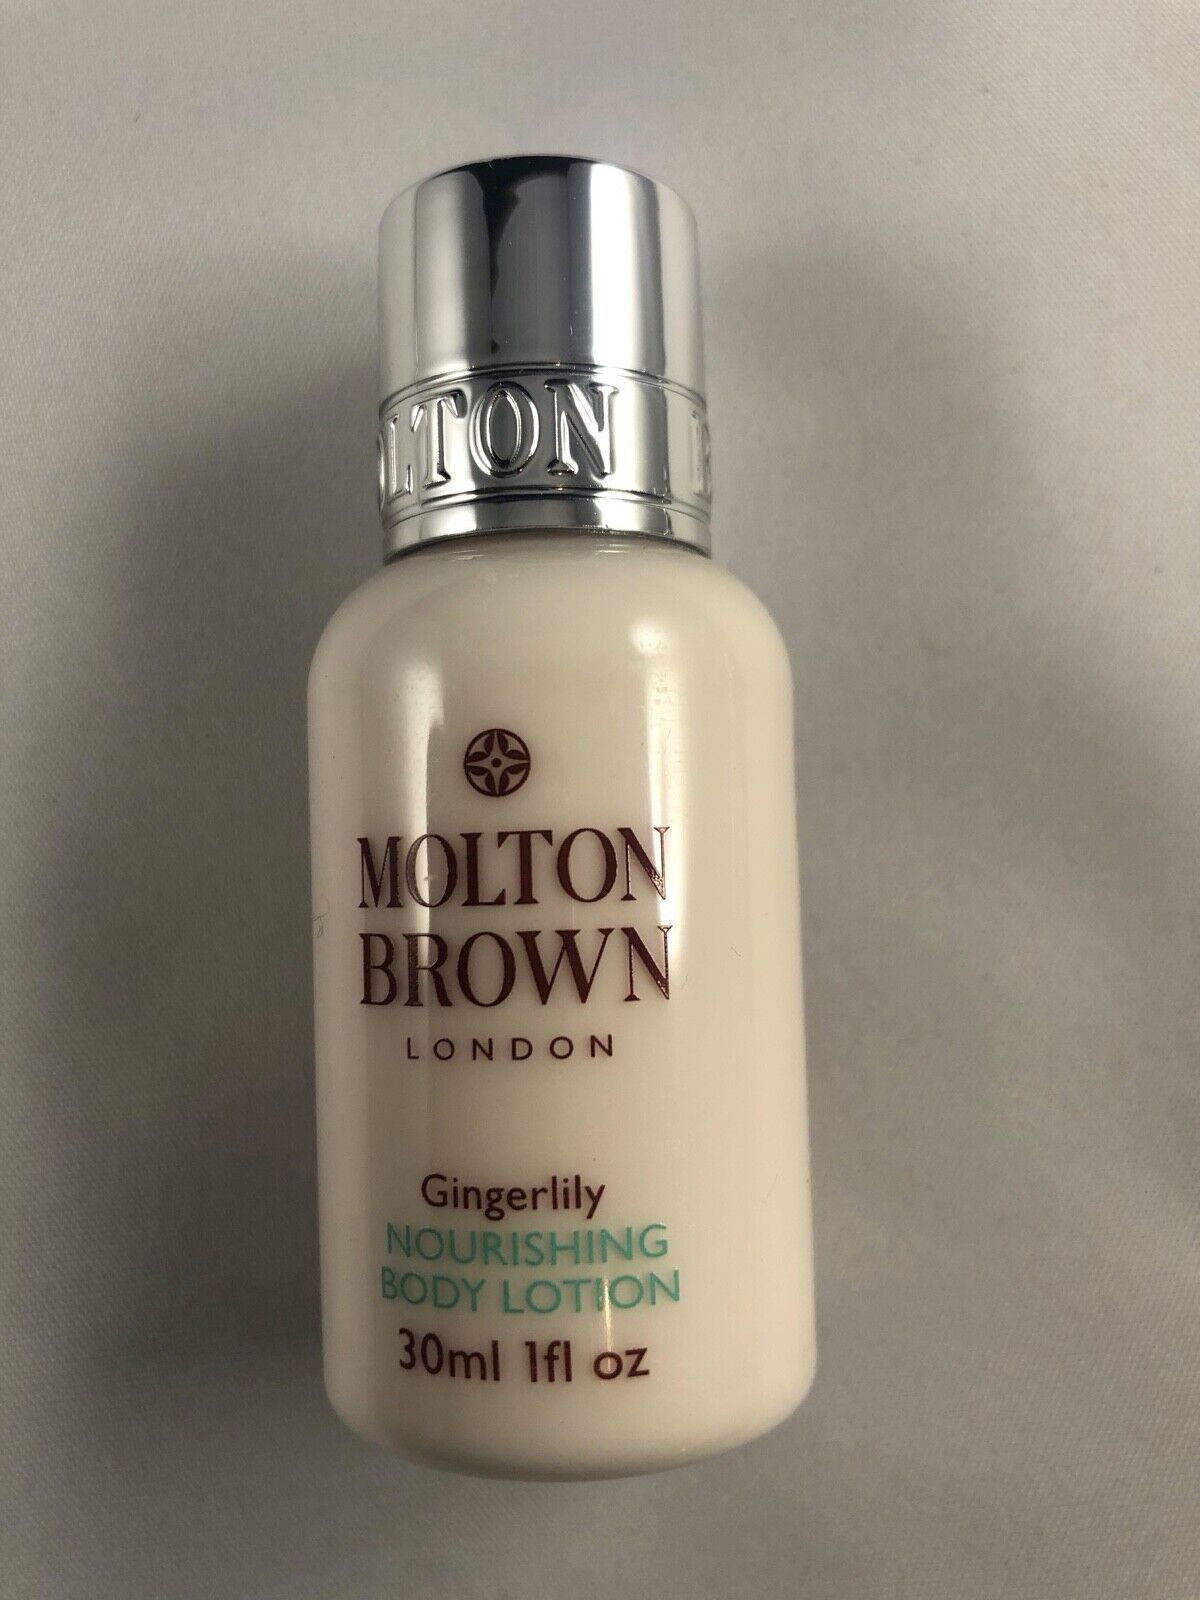 OLTON B
MOLTON
BROWN
LONDON
Gingerlily
NOURISHING
BODY LOTION
30ml 1fl oz